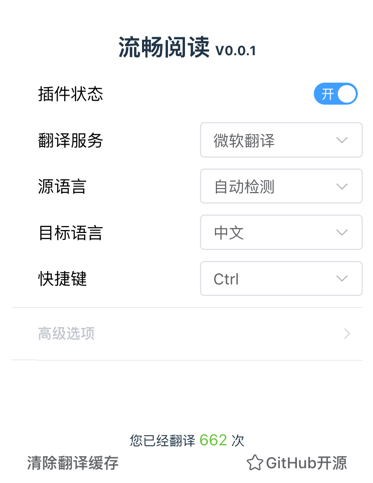 流畅阅读 V0.0.1
插件状态 开
翻译服务 微软翻译
源语言 自动检测
目标语言 中文
快捷键 Ctrl
高级选项
您已经翻译 662 次
清除翻译缓存 GitHub开源